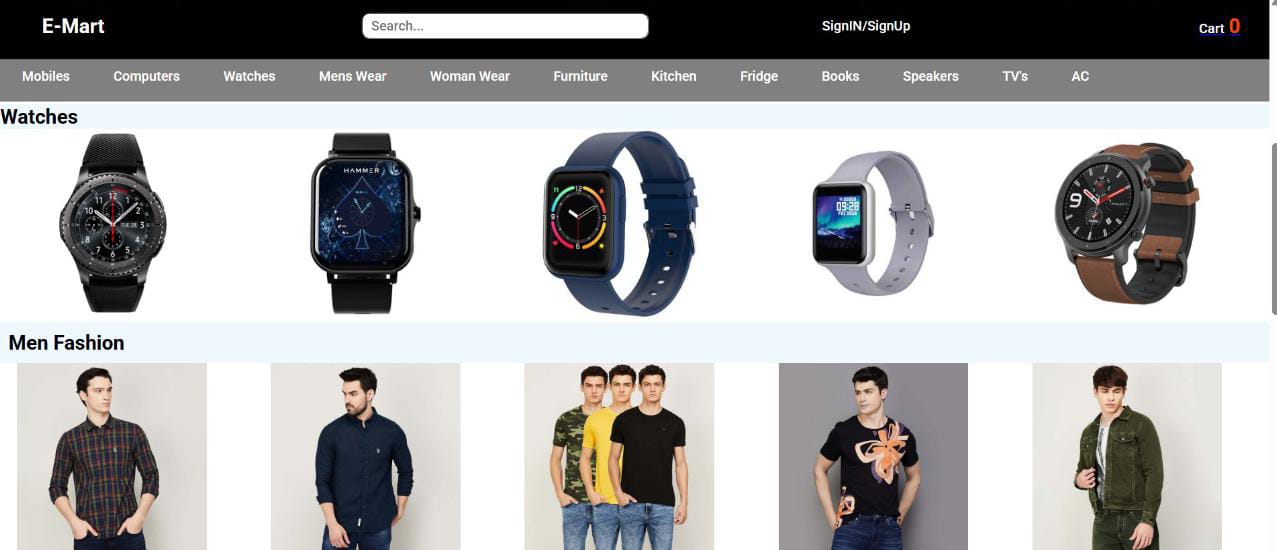 E-Mart
Search...
SignIN/SignUp
Cart 0
Mobiles Computers Watches Mens Wear Woman Wear Furniture Kitchen Fridge Books Speakers TV's AC
Watches
HAMMER
09:28
Men Fashion